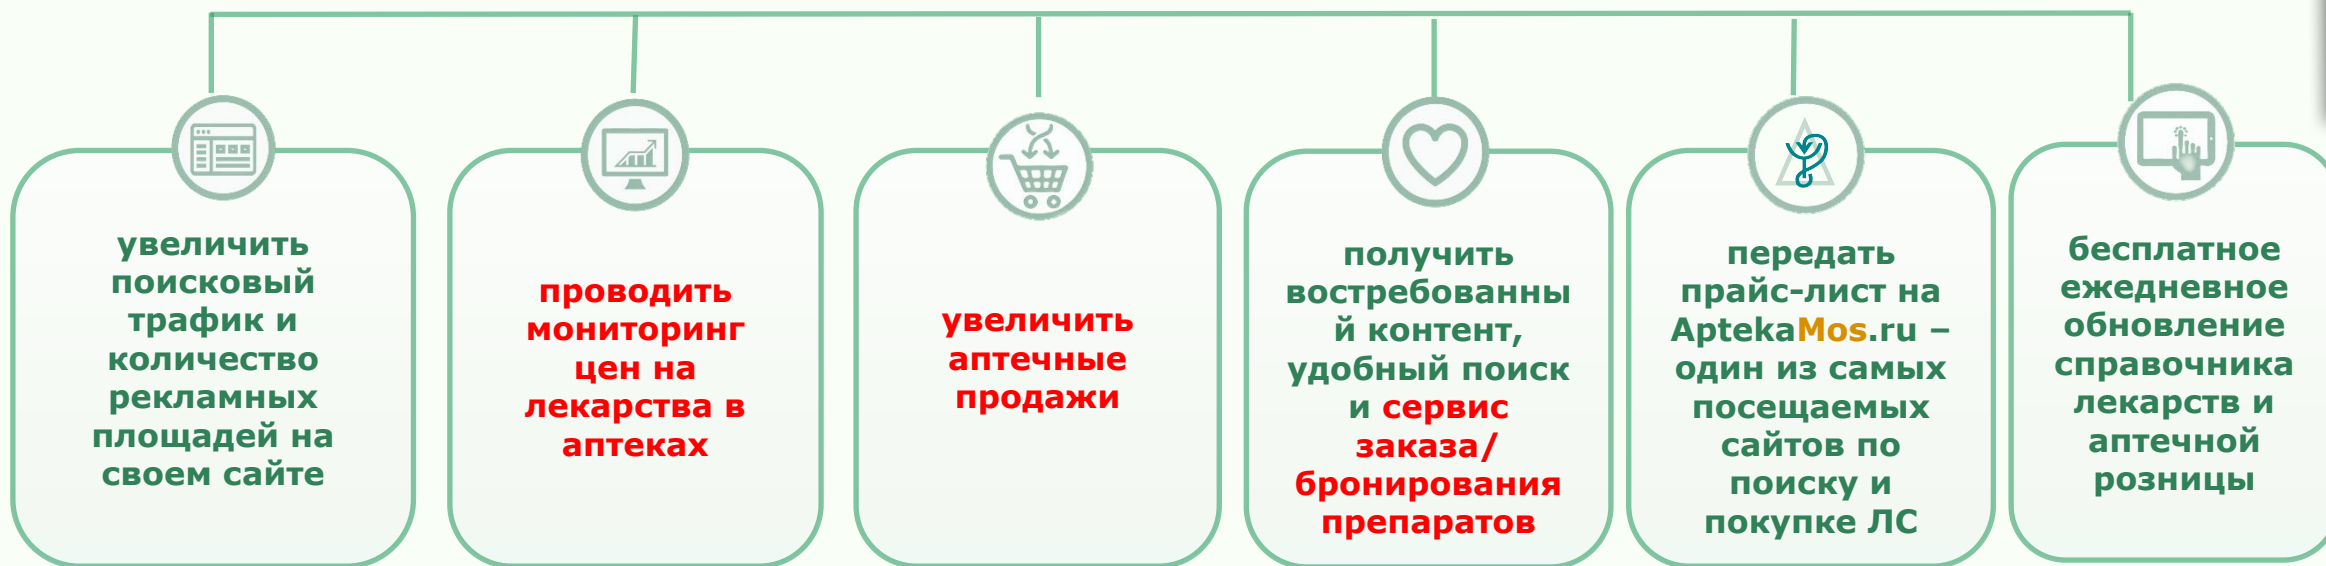 увеличить
поисковый
трафик и
количество
рекламных
площадей на
своем сайте
проводить
мониторинг
цен на
лекарства в
аптеках
увеличить
аптечные
продажи
получить
востребованны
й контент,
удобный поиск
и сервис
заказа/
бронирования
препаратов
передать
прайс-лист на
AptekaMos.ru –
один из самых
посещаемых
сайтов по
поиску и
покупке ЛС
бесплатное
ежедневное
обновление
справочника
лекарств и
аптечной
розницы